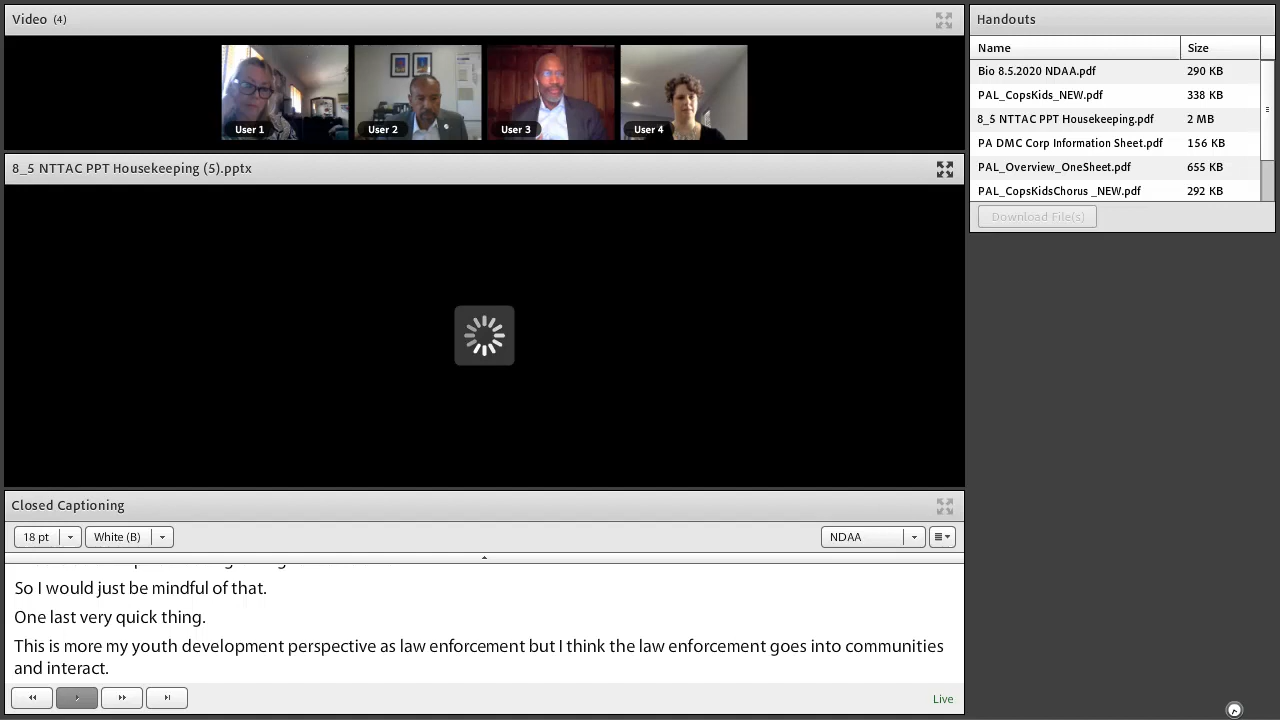 Video (4)
User 1
User 2
User 3
User 4
8_5 NTTAC PPT Housekeeping (5).pptx
Closed Captioning
18 pt
White (B)
NDAA
So I would just be mindful of that.
One last very quick thing.
This is more my youth development perspective as law enforcement but I think the law enforcement goes into communities
and interact.
Live
Handouts
Name Size
Bio 8.5.2020 NDAA.pdf 290 KB
PAL_CopsKids_NEW.pdf 338 KB
8_5 NTTAC PPT Housekeeping.pdf 2 MB
PA DMC Corp Information Sheet.pdf 156 KB
PAL_Overview_OneSheet.pdf 655 KB
PAL_CopsKidsChorus _NEW.pdf 292 KB
Download File(s)